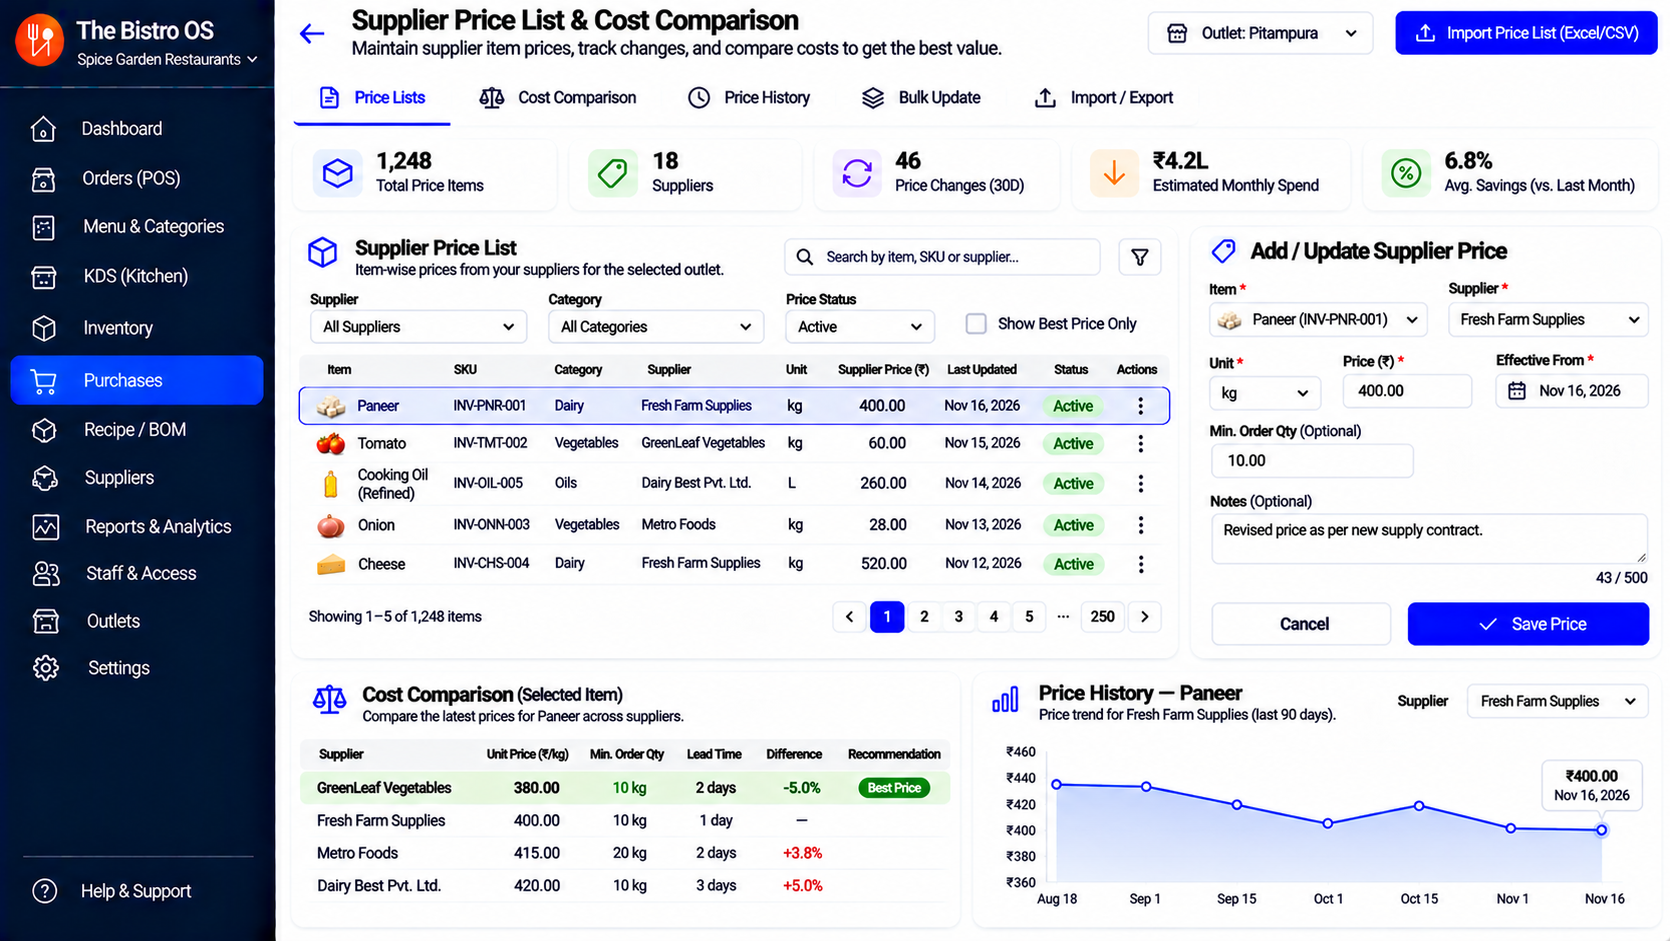 The Bistro OS
Spice Garden Restaurants
Dashboard
Orders (POS)
Menu & Categories
KDS (Kitchen)
Inventory
Purchases
Recipe / BOM
Suppliers
Reports & Analytics
Staff & Access
Outlets
Settings
Help & Support
Supplier Price List & Cost Comparison
Maintain supplier item prices, track changes, and compare costs to get the best value.
Outlet: Pitampura
Import Price List (Excel/CSV)
Price Lists
Cost Comparison
Price History
Bulk Update
Import / Export
1,248
Total Price Items
18
Suppliers
46
Price Changes (30D)
₹4.2L
Estimated Monthly Spend
6.8%
Avg. Savings (vs. Last Month)
Supplier Price List
Item-wise prices from your suppliers for the selected outlet.
Search by item, SKU or supplier...
Supplier
All Suppliers
Category
All Categories
Price Status
Active
Show Best Price Only
Item SKU Category Supplier Unit Supplier Price (₹) Last Updated Status Actions
Paneer INV-PNR-001 Dairy Fresh Farm Supplies kg 400.00 Nov 16, 2026 Active
Tomato INV-TMT-002 Vegetables GreenLeaf Vegetables kg 60.00 Nov 15, 2026 Active
Cooking Oil (Refined) INV-OIL-005 Oils Dairy Best Pvt. Ltd. L 260.00 Nov 14, 2026 Active
Onion INV-ONN-003 Vegetables Metro Foods kg 28.00 Nov 13, 2026 Active
Cheese INV-CHS-004 Dairy Fresh Farm Supplies kg 520.00 Nov 12, 2026 Active
Showing 1–5 of 1,248 items
1 2 3 4 5 ... 250
Add / Update Supplier Price
Item *
Paneer (INV-PNR-001)
Supplier *
Fresh Farm Supplies
Unit *
kg
Price (₹) *
400.00
Effective From *
Nov 16, 2026
Min. Order Qty (Optional)
10.00
Notes (Optional)
Revised price as per new supply contract.
43 / 500
Cancel
Save Price
Cost Comparison (Selected Item)
Compare the latest prices for Paneer across suppliers.
Supplier Unit Price (₹/kg) Min. Order Qty Lead Time Difference Recommendation
GreenLeaf Vegetables 380.00 10 kg 2 days -5.0% Best Price
Fresh Farm Supplies 400.00 10 kg 1 day —
Metro Foods 415.00 20 kg 2 days +3.8%
Dairy Best Pvt. Ltd. 420.00 10 kg 3 days +5.0%
Price History — Paneer
Price trend for Fresh Farm Supplies (last 90 days).
Supplier
Fresh Farm Supplies
₹460
₹440
₹420
₹400
₹380
₹360
₹400.00
Nov 16, 2026
Aug 18 Sep 1 Sep 15 Oct 1 Oct 15 Nov 1 Nov 16